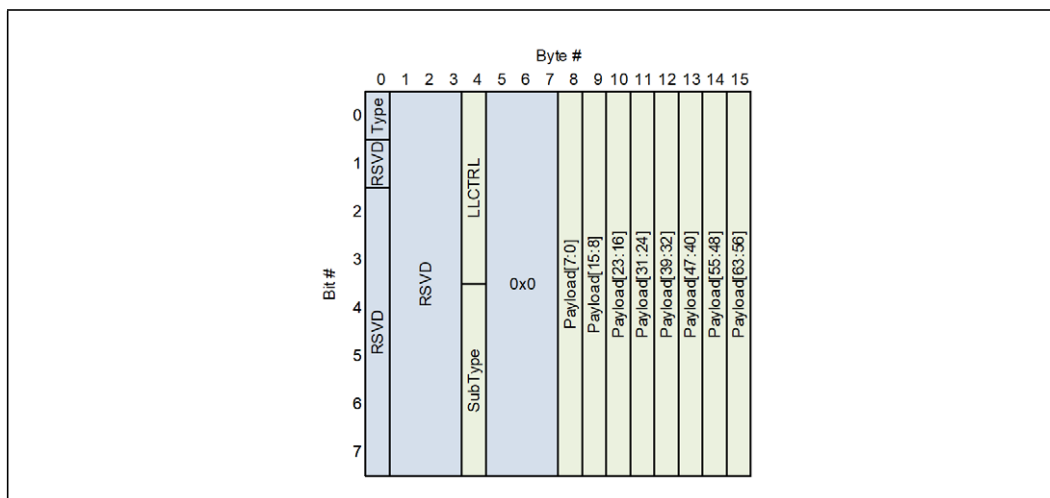 Byte #
0 1 2 3 4 5 6 7 8 9 10 11 12 13 14 15
Bit #
0
1
2
3
4
5
6
7
Type
RSVD
RSVD
RSVD
LLCTRL
SubType
0x0
Payload[7:0]
Payload[15:8]
Payload[23:16]
Payload[31:24]
Payload[39:32]
Payload[47:40]
Payload[55:48]
Payload[63:56]